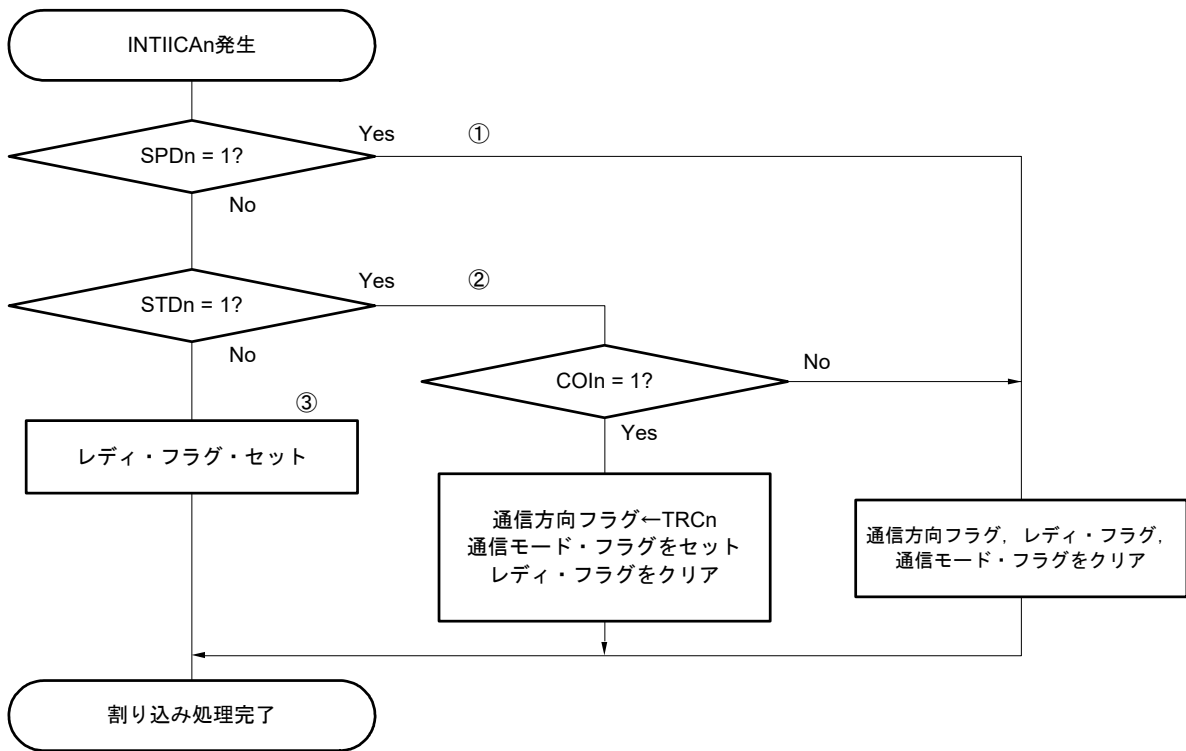 INTIICAn発生
SPDn = 1?
Yes
①
No
STDn = 1?
Yes
②
No
COIn = 1?
No
Yes
③
レディ・フラグ・セット
通信方向フラグ←TRCn
通信モード・フラグをセット
レディ・フラグをクリア
通信方向フラグ，レディ・フラグ，
通信モード・フラグをクリア
割り込み処理完了